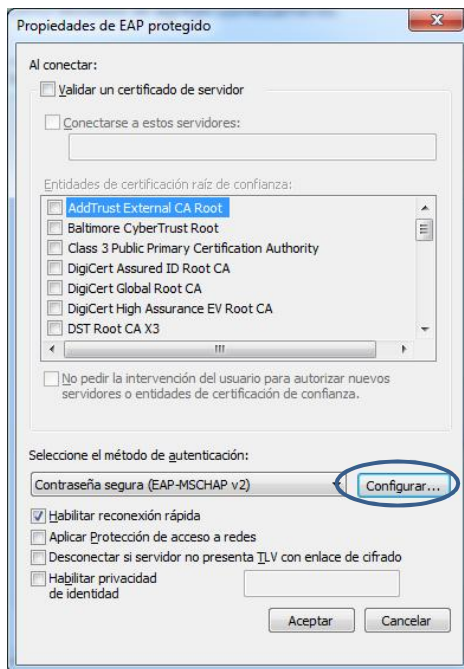 Propiedades de EAP protegido
Al conectar:
Validar un certificado de servidor
Conectarse a estos servidores:
Entidades de certificación raíz de confianza:
AddTrust External CA Root
Baltimore CyberTrust Root
Class 3 Public Primary Certification Authority
DigiCert Assured ID Root CA
DigiCert Global Root CA
DigiCert High Assurance EV Root CA
DST Root CA X3
No pedir la intervención del usuario para autorizar nuevos
servidores o entidades de certificación de confianza.
Seleccione el método de autenticación:
Contraseña segura (EAP-MSCHAP v2) Configurar...
Habilitar reconexión rápida
Aplicar Protección de acceso a redes
Desconectar si servidor no presenta TLV con enlace de cifrado
Habilitar privacidad
de identidad
Aceptar Cancelar